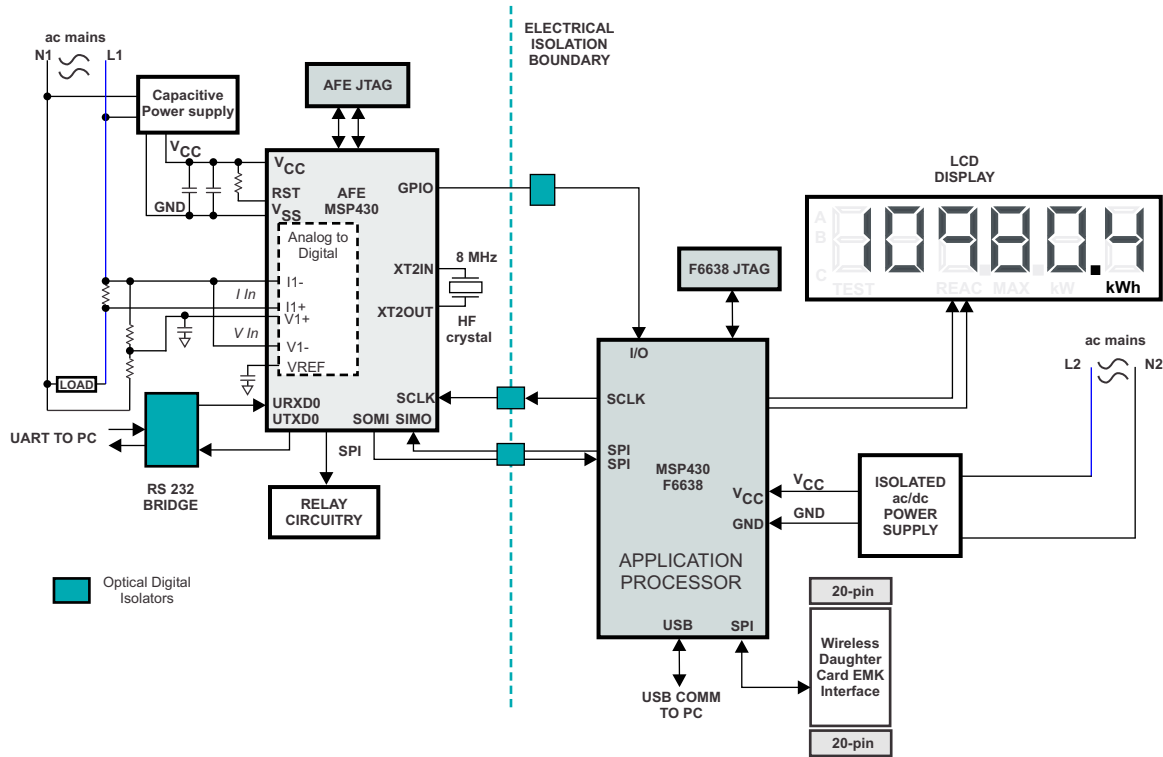 ELECTRICAL
ISOLATION
BOUNDARY
ac mains
N1
L1
Capacitive
Power supply
AFE JTAG
VCC
GND
VCC
RST
VSS
AFE
MSP430
GPIO
Analog to
Digital
I1-
I In
I1+
V1+
V In
V1-
VREF
XT2IN
XT2OUT
8 MHz
HF
crystal
LOAD
URXD0
UTXD0
SOMI
SIMO
SCLK
UART TO PC
RS 232
BRIDGE
SPI
RELAY
CIRCUITRY
Optical Digital
Isolators
LCD
DISPLAY
A
B
C
109804
TEST
REAC
MAX
kW
kWh
F6638 JTAG
I/O
SCLK
SPI
SPI
MSP430
F6638
VCC
GND
APPLICATION
PROCESSOR
USB
SPI
VCC
GND
ISOLATED
ac/dc
POWER
SUPPLY
ac mains
L2
N2
USB COMM
TO PC
20-pin
Wireless
Daughter
Card EMK
Interface
20-pin